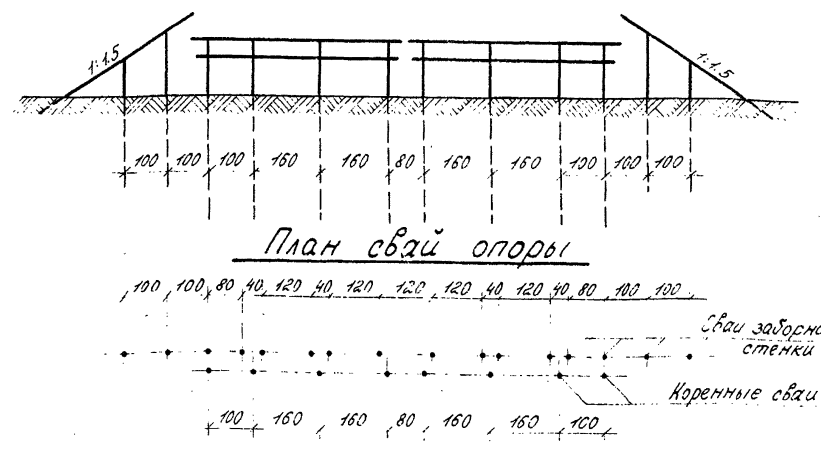 1:1.5
1:1.5
100 100 100 160 160 80 160 160 100 100 100
План свай опоры
100 100 80 40 120 40 120 120 120 40 120 40 80 100 100
Сваи заборно
стенки
Коренные сваи
100 160 160 80 160 160 100